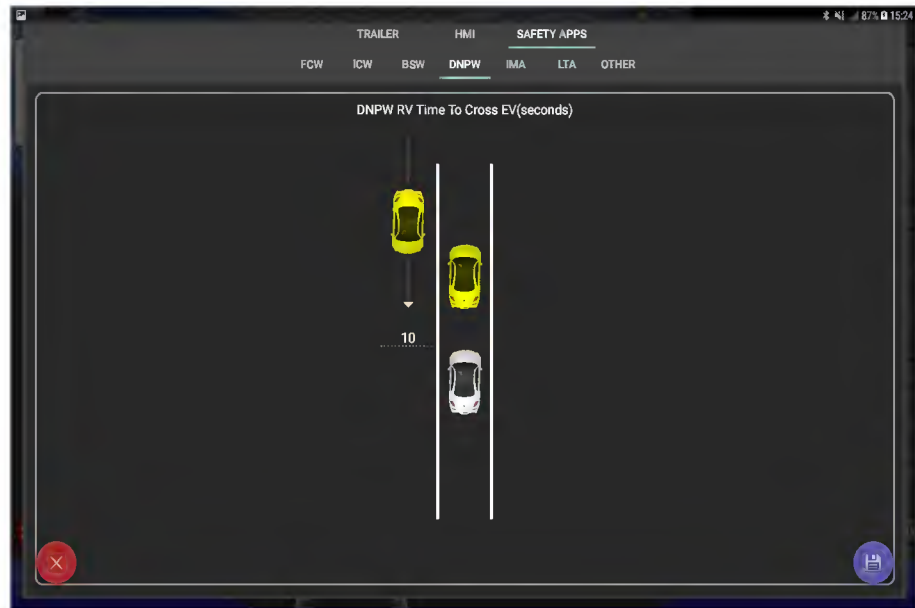 87% 15:24
TRAILER HMI SAFETY APPS
FCW ICW BSW DNPW IMA LTA OTHER
DNPW RV Time To Cross EV(seconds)
10